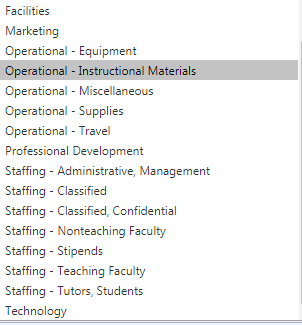 Facilities
Marketing
Operational - Equipment
Operational - Instructional Materials
Operational - Miscellaneous
Operational - Supplies
Operational - Travel
Professional Development
Staffing - Administrative, Management
Staffing - Classified
Staffing - Classified, Confidential
Staffing - Nonteaching Faculty
Staffing - Stipends
Staffing - Teaching Faculty
Staffing - Tutors, Students
Technology